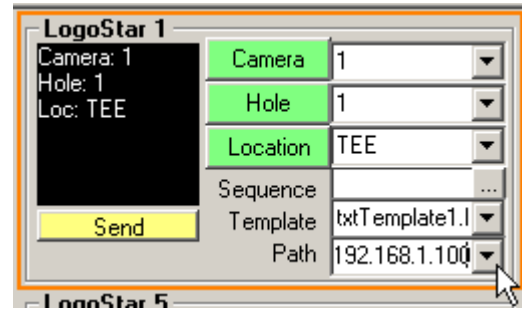 LogoStar 1
Camera: 1
Hole: 1
Loc: TEE
Camera 1
Hole 1
Location TEE
Sequence ...
Send
Template txtTemplate1.l
Path 192.168.1.100
LogoStar 5